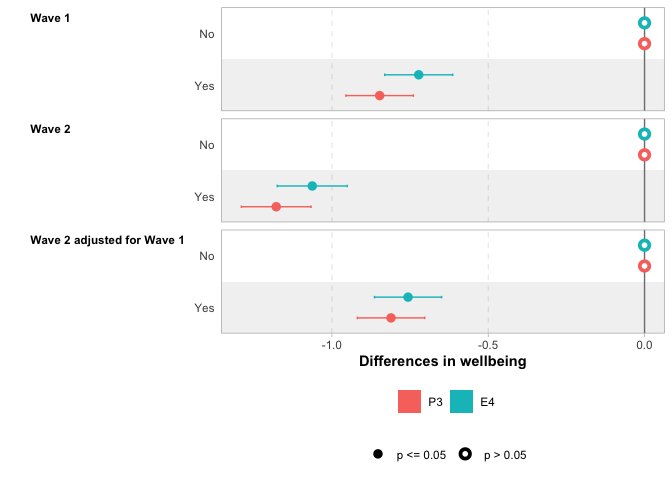 Wave 1
No
Yes
Wave 2
No
Yes
Wave 2 adjusted for Wave 1
No
Yes
-1.0 -0.5 0.0
Differences in wellbeing
P3 E4
p <= 0.05 p > 0.05